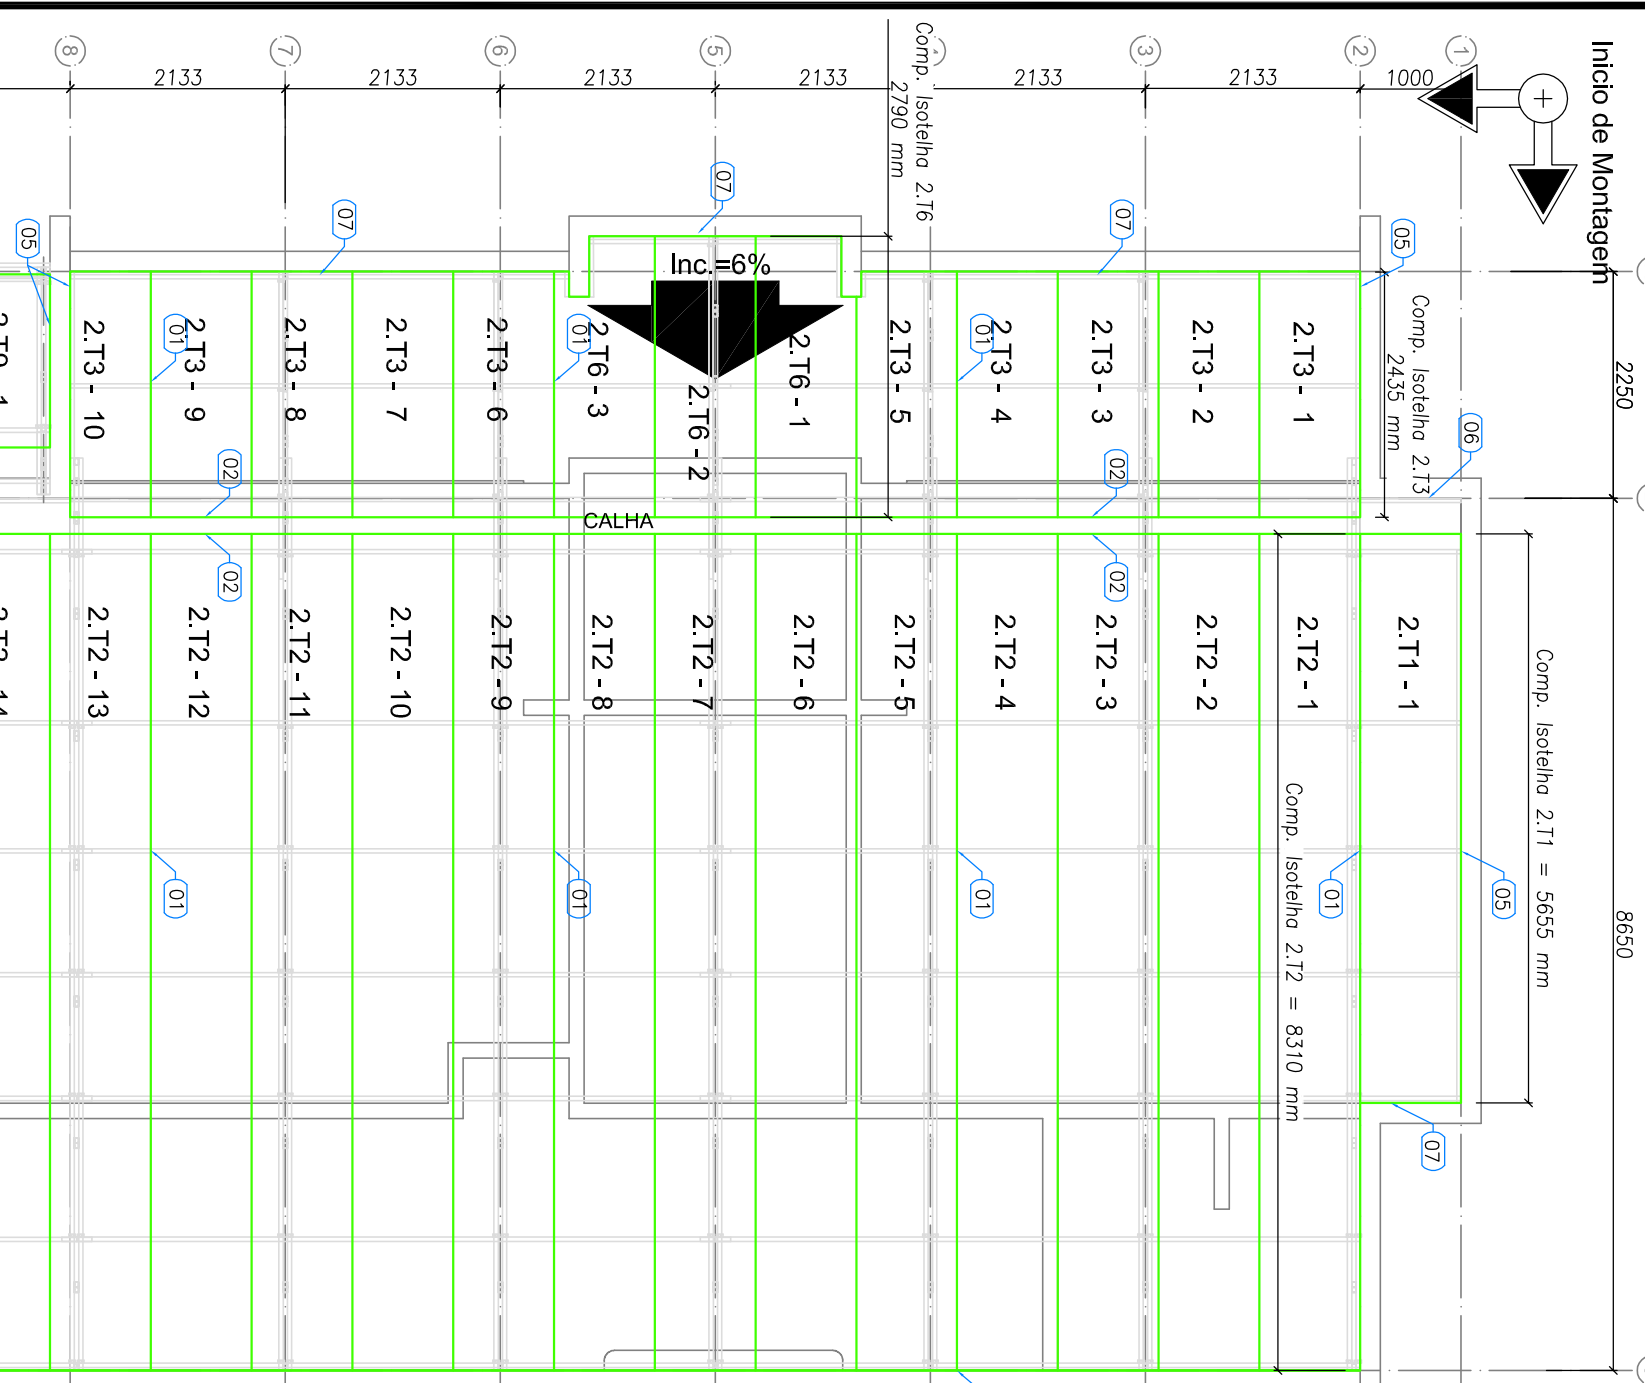 8
7
6
5
3
2
1
2133
2133
2133
2133
2133
2133
1000
Inicio de Montagem
Comp. Isotelha 2.T6
2790 mm
07
07
07
05
05
Inc.=6%
Comp. Isotelha 2.T3
2435 mm
2250
06
2.T3 - 10
01
2.T3 - 9
2.T3 - 8
2.T3 - 7
2.T3 - 6
01
2.T6 - 3
2.T6 - 2
2.T6 - 1
2.T3 - 5
01
2.T3 - 4
2.T3 - 3
2.T3 - 2
2.T3 - 1
02
02
CALHA
02
02
2.T2 - 13
2.T2 - 12
2.T2 - 11
2.T2 - 10
2.T2 - 9
2.T2 - 8
2.T2 - 7
2.T2 - 6
2.T2 - 5
2.T2 - 4
2.T2 - 3
2.T2 - 2
2.T2 - 1
2.T1 - 1
Comp. Isotelha 2.T1 = 5655 mm
8650
Comp. Isotelha 2.T2 = 8310 mm
01
01
01
01
05
07